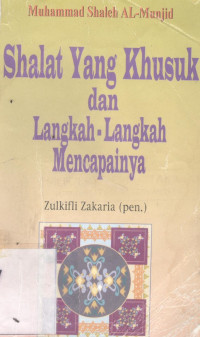 Muhammad Shaleh AL-Munjid
Shalat Yang Khusuk
dan
Langkah-Langkah
Mencapainya
Zulkifli Zakaria (pen.)